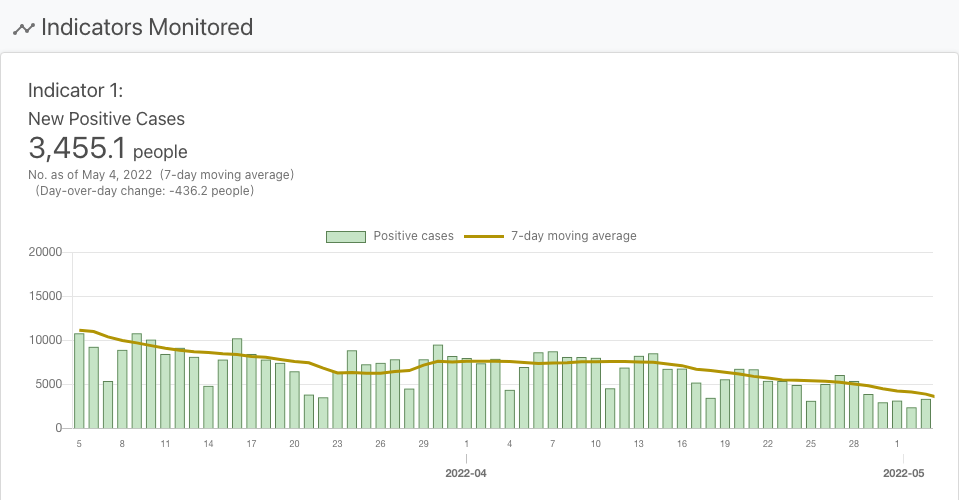 Indicators Monitored
Indicator 1:
New Positive Cases
3,455.1 people
No. as of May 4, 2022 (7-day moving average)
(Day-over-day change: -436.2 people)
Positive cases 7-day moving average
20000
15000
10000
5000
0
5 8 11 14 17 20 23 26 29 1 4 7 10 13 16 19 22 25 28 1
2022-04 2022-05